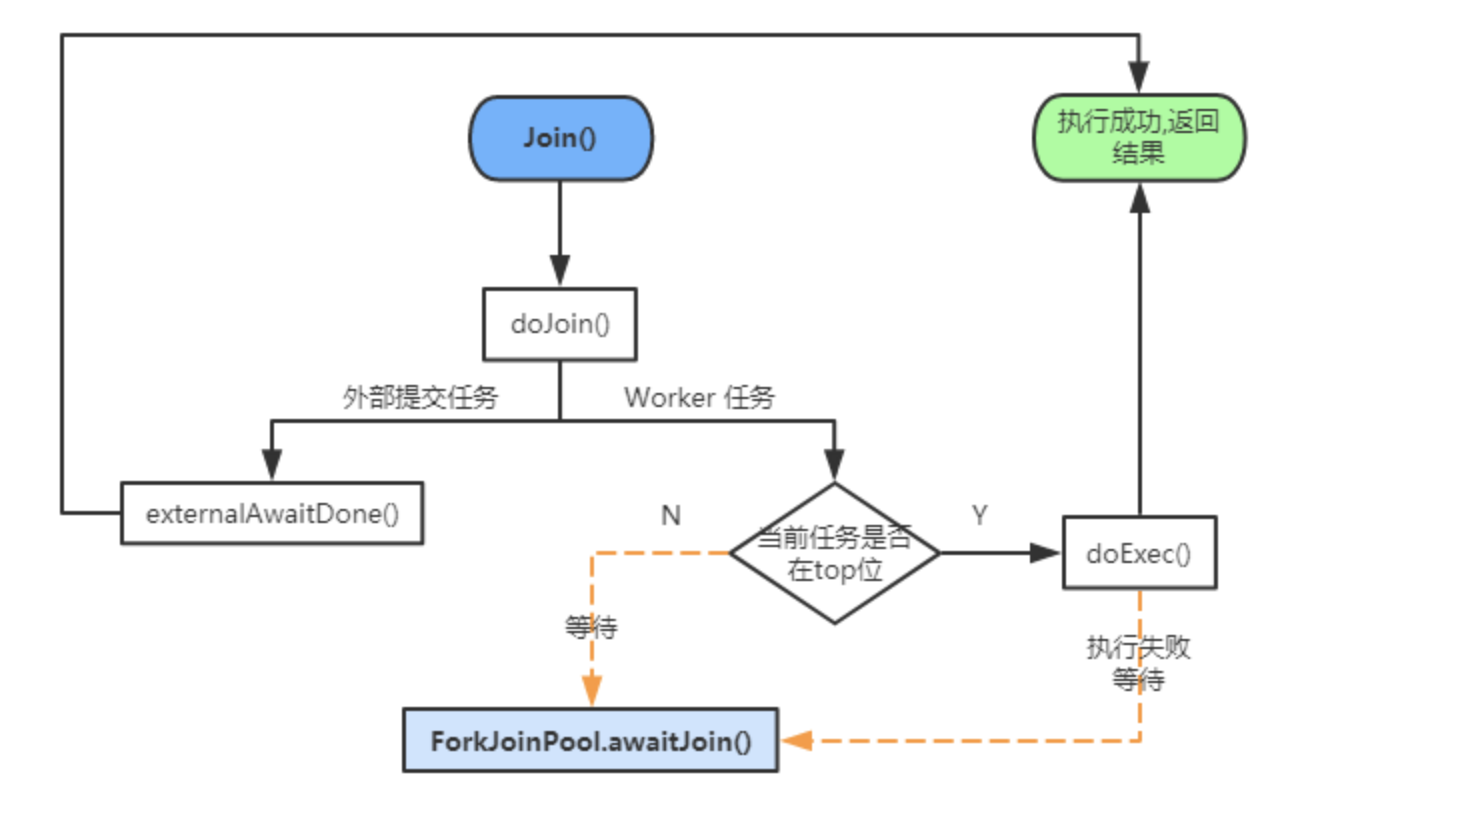 Join()
执行成功,返回
结果
doJoin()
外部提交任务
Worker 任务
externalAwaitDone()
N
当前任务是否
在top位
Y
doExec()
等待
执行失败
等待
ForkJoinPool.awaitJoin()